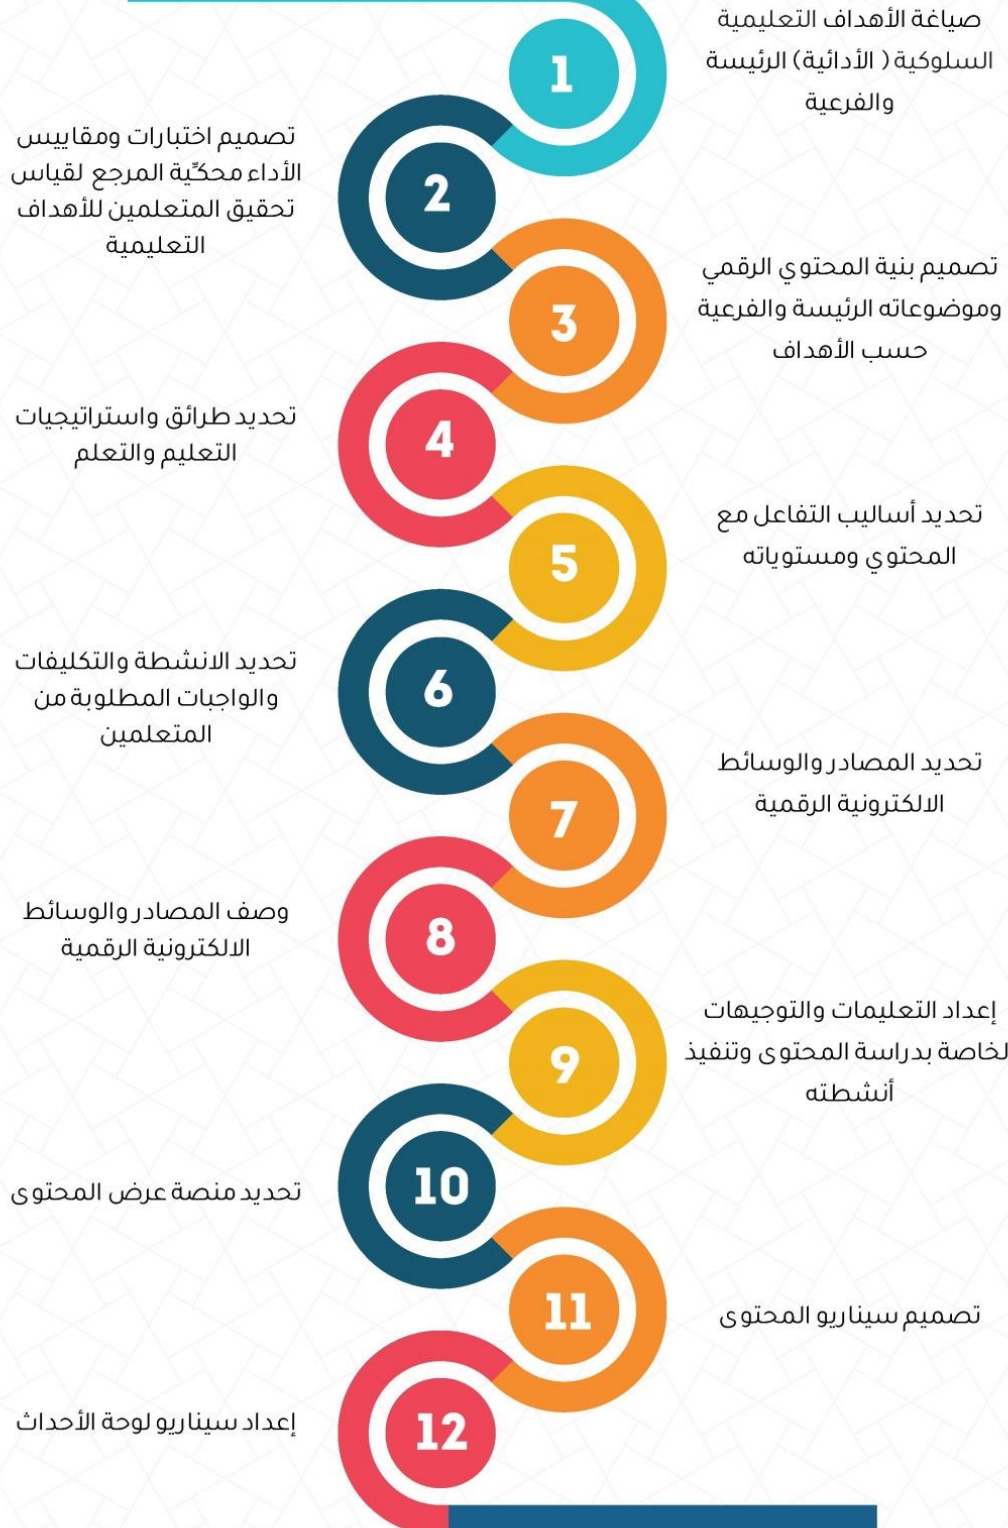 1
صياغة الأهداف التعليمية
السلوكية ( الأدائية) الرئيسة
والفرعية
2
تصميم اختبارات ومقاييس
الأداء محكّية المرجع لقياس
تحقيق المتعلمين للأهداف
التعليمية
3
تصميم بنية المحتوي الرقمي
وموضوعاته الرئيسة والفرعية
حسب الأهداف
4
تحديد طرائق واستراتيجيات
التعليم والتعلم
5
تحديد أساليب التفاعل مع
المحتوي ومستوياته
6
تحديد الانشطة والتكليفات
والواجبات المطلوبة من
المتعلمين
7
تحديد المصادر والوسائط
الالكترونية الرقمية
8
وصف المصادر والوسائط
الالكترونية الرقمية
9
إعداد التعليمات والتوجيهات
لخاصة بدراسة المحتوى وتنفيذ
أنشطته
10
تحديد منصة عرض المحتوى
11
تصميم سيناريو المحتوى
12
إعداد سيناريو لوحة الأحداث